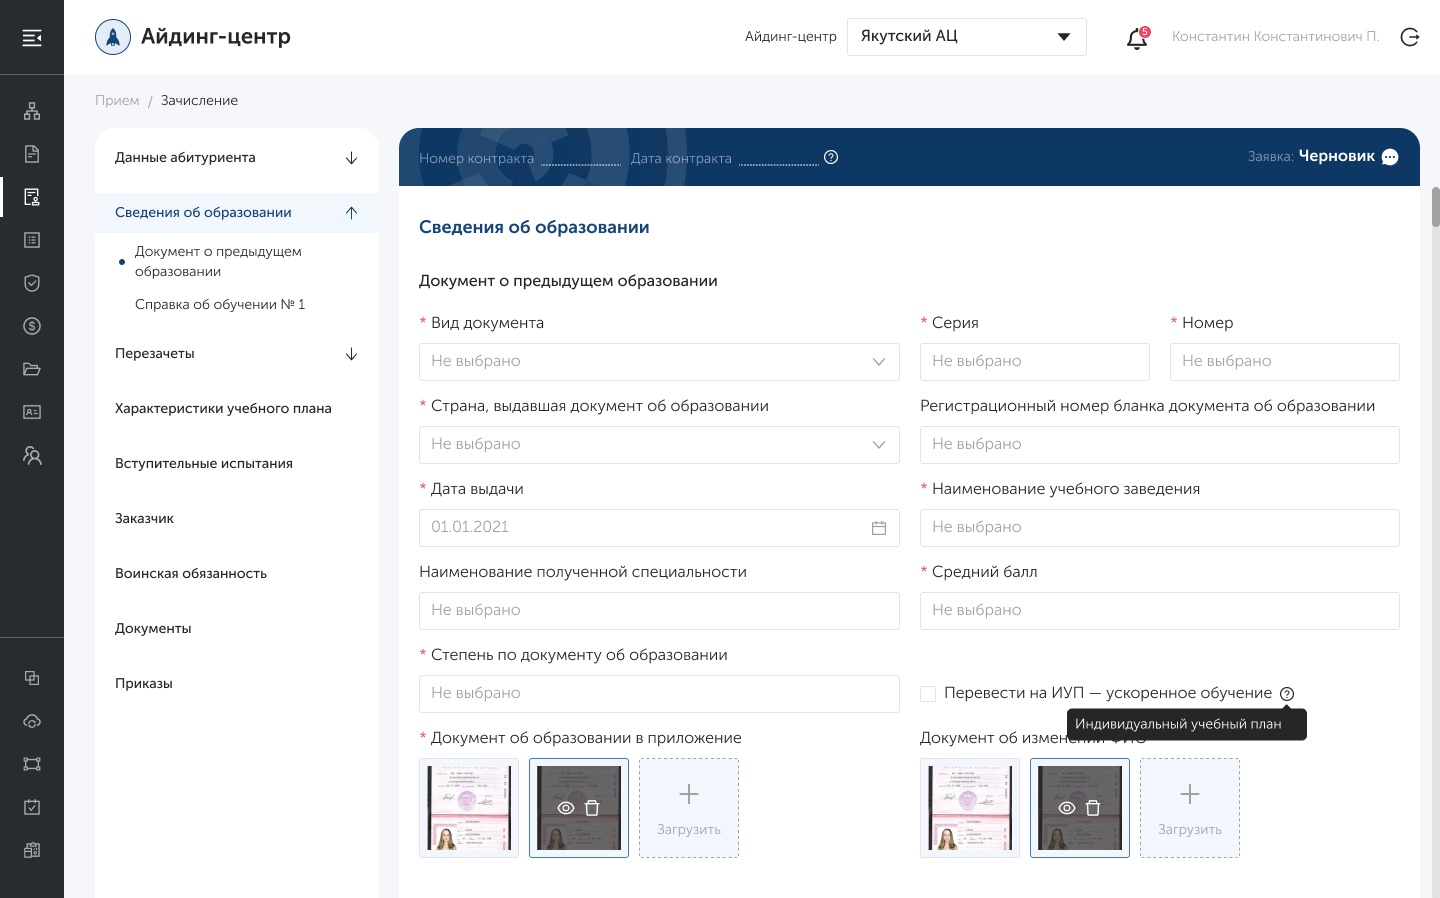 Айдинг-центр
Айдинг-центр
Якутский АЦ
5
Константин Константинович П.
Прием / Зачисление
Данные абитуриента
Сведения об образовании
Документ о предыдущем
образовании
Справка об обучении № 1
Перезачеты
Характеристики учебного плана
Вступительные испытания
Заказчик
Воинская обязанность
Документы
Приказы
Номер контракта
Дата контракта
Заявка: Черновик
Сведения об образовании
Документ о предыдущем образовании
* Вид документа
* Серия
* Номер
Не выбрано
Не выбрано
Не выбрано
* Страна, выдавшая документ об образовании
Регистрационный номер бланка документа об образовании
Не выбрано
Не выбрано
* Дата выдачи
* Наименование учебного заведения
01.01.2021
Не выбрано
Наименование полученной специальности
* Средний балл
Не выбрано
Не выбрано
* Степень по документу об образовании
Не выбрано
Перевести на ИУП — ускоренное обучение
Индивидуальный учебный план
* Документ об образовании в приложение
Документ об изменении ФИО
Загрузить
Загрузить